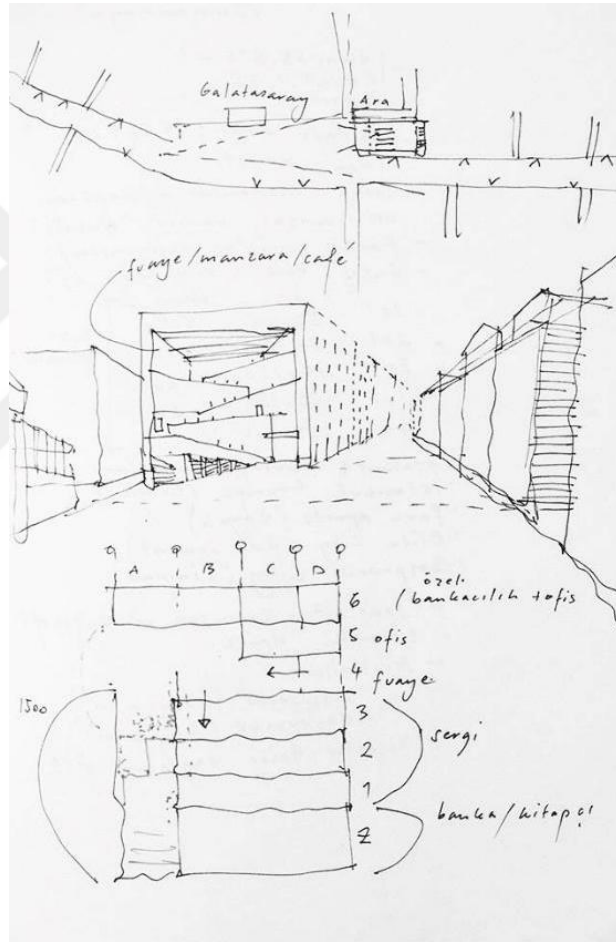 Galatasaray
Ara
fuaye/manzara/café
A B C D
6 özel
/bankacılık + ofis
5 ofis
4 fuaye
1500
3
2
sergi
1
banka/kitapçı
Z